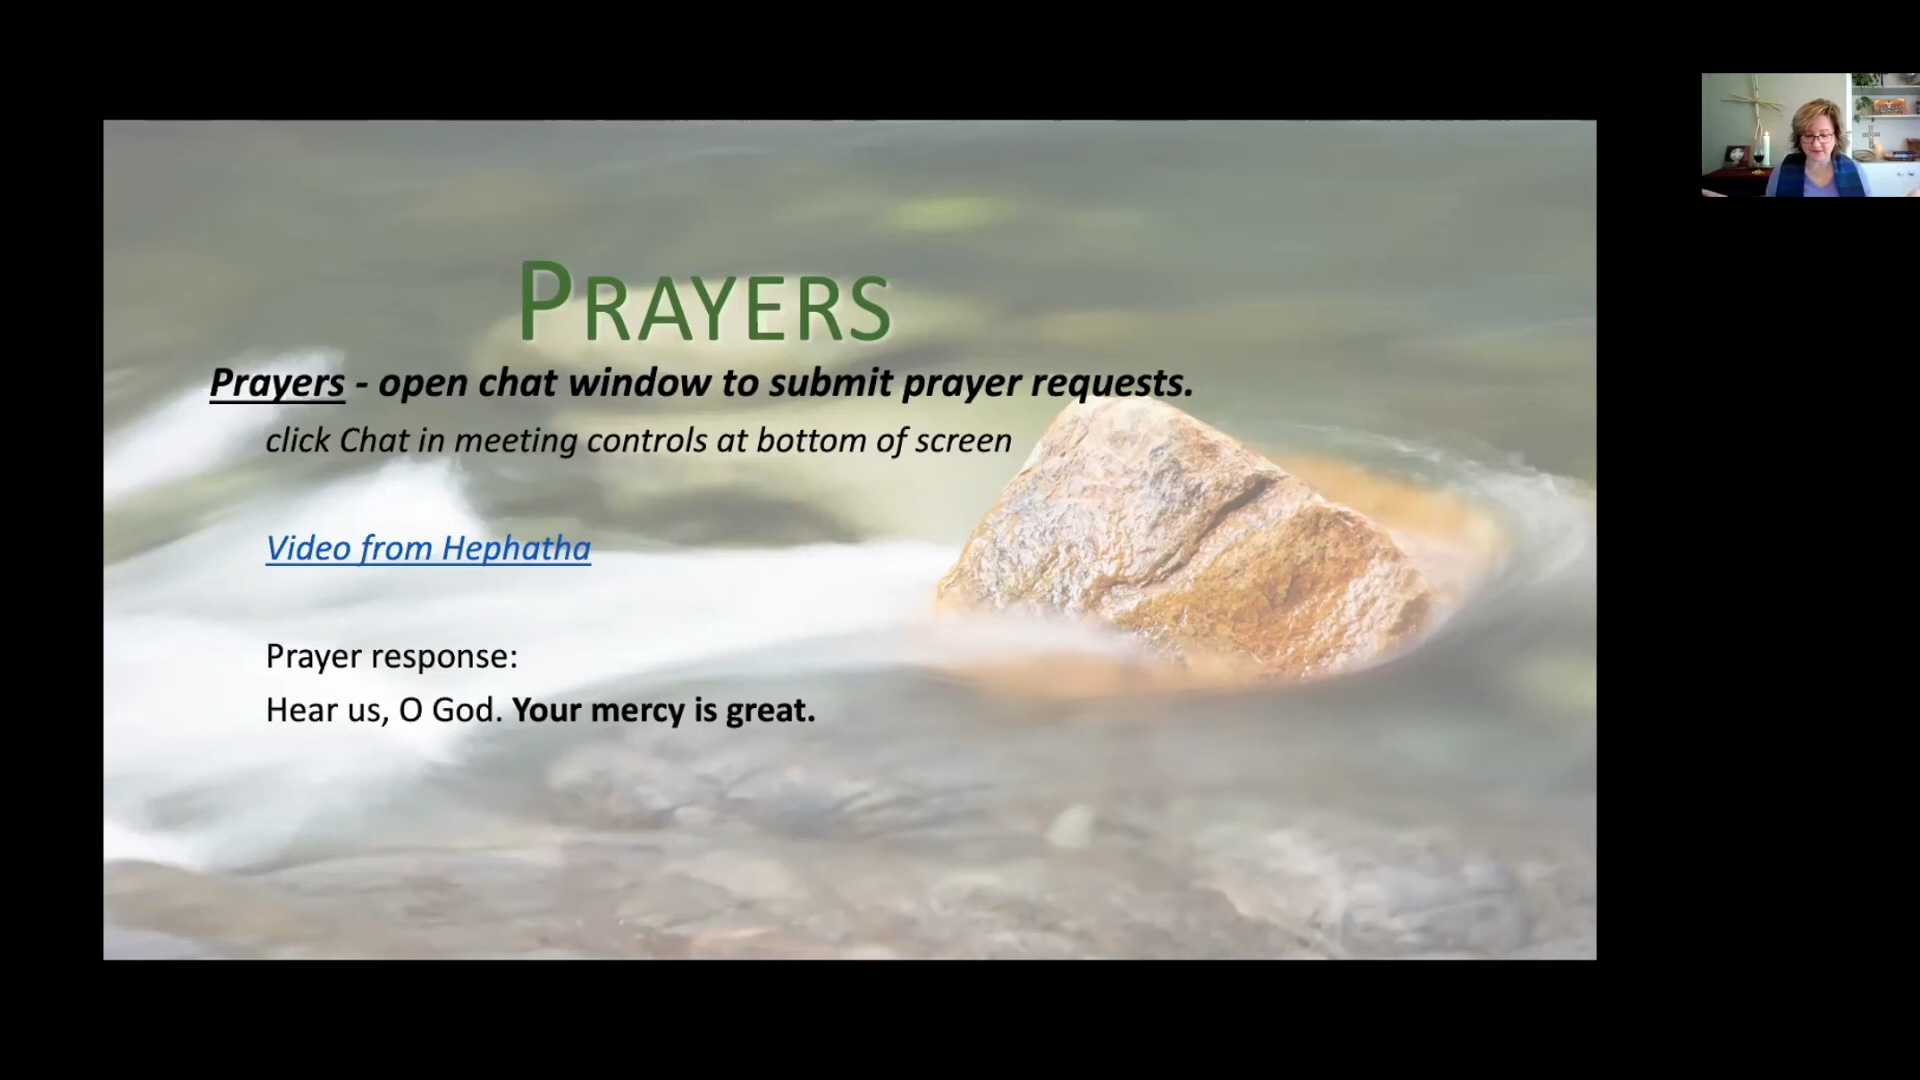 PRAYERS
Prayers - open chat window to submit prayer requests.
click Chat in meeting controls at bottom of screen
Video from Hephatha
Prayer response:
Hear us, O God. Your mercy is great.